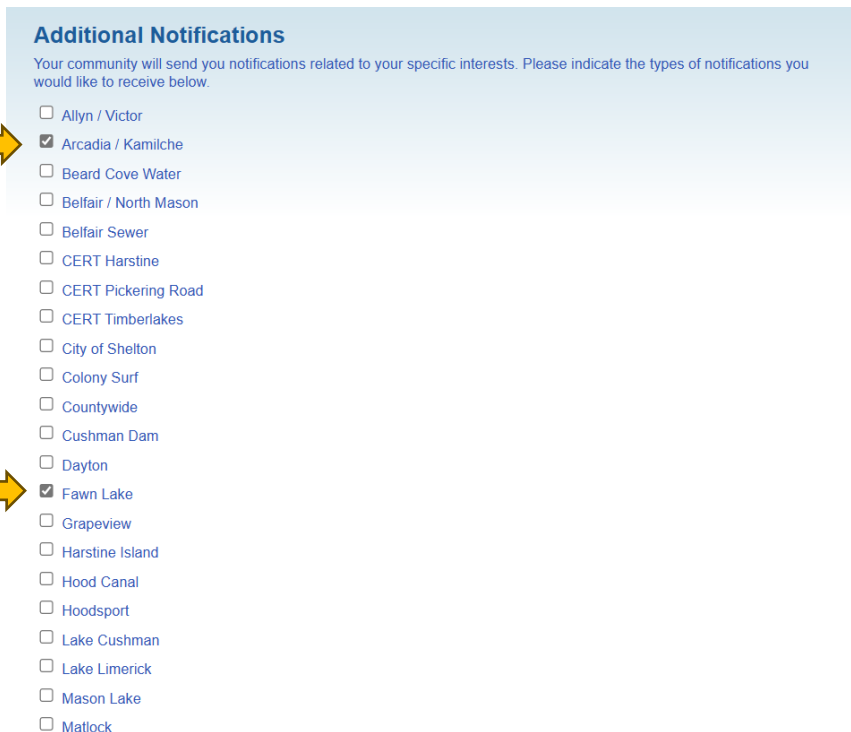 Additional Notifications
Your community will send you notifications related to your specific interests. Please indicate the types of notifications you
would like to receive below.
Allyn / Victor
Arcadia / Kamilche
Beard Cove Water
Belfair / North Mason
Belfair Sewer
CERT Harstine
CERT Pickering Road
CERT Timberlakes
City of Shelton
Colony Surf
Countywide
Cushman Dam
Dayton
Fawn Lake
Grapeview
Harstine Island
Hood Canal
Hoodsport
Lake Cushman
Lake Limerick
Mason Lake
Matlock